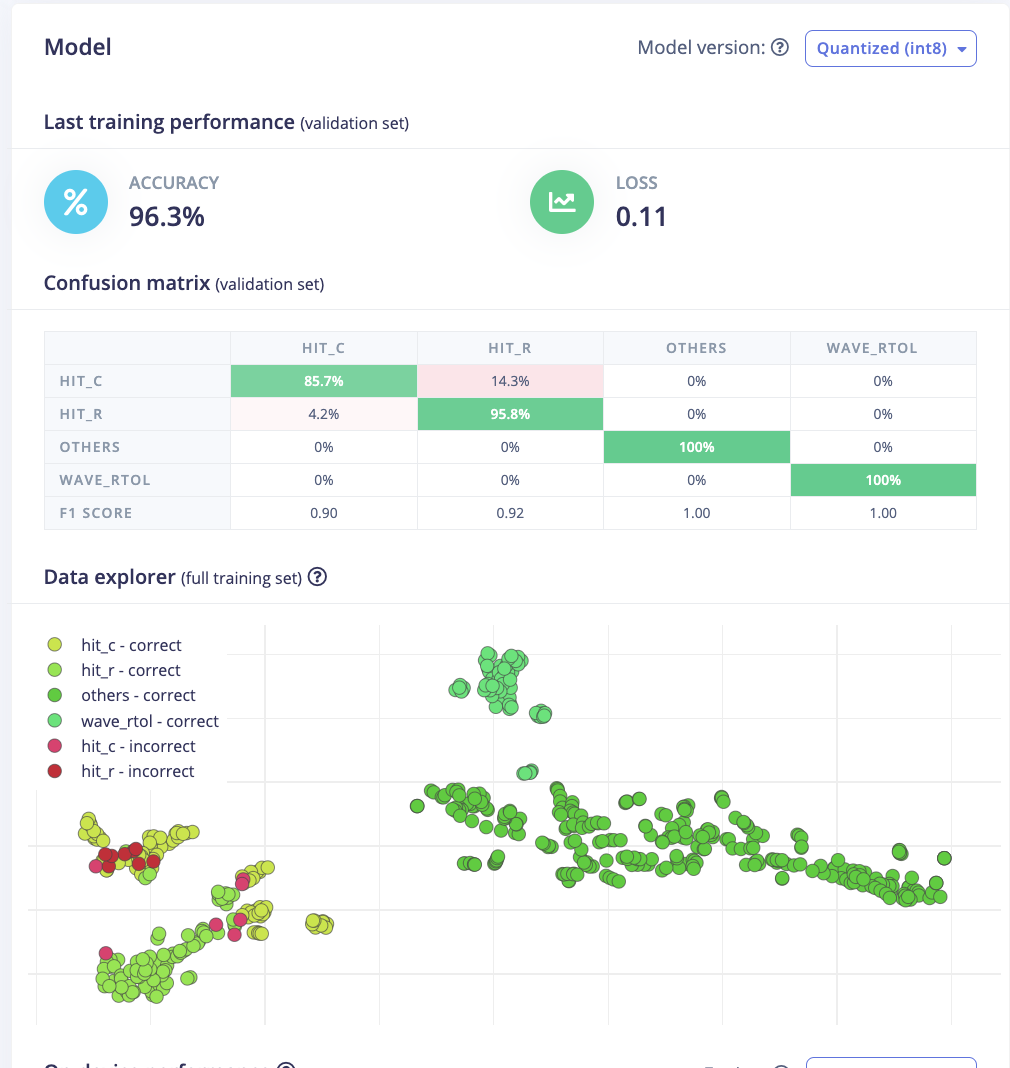 Model
Model version: ? Quantized (int8)
Last training performance (validation set)
% ACCURACY
96.3%
LOSS
0.11
Confusion matrix (validation set)
HIT_C HIT_R OTHERS WAVE_RTOL
HIT_C 85.7% 14.3% 0% 0%
HIT_R 4.2% 95.8% 0% 0%
OTHERS 0% 0% 100% 0%
WAVE_RTOL 0% 0% 0% 100%
F1 SCORE 0.90 0.92 1.00 1.00
Data explorer (full training set) ?
hit_c - correct
hit_r - correct
others - correct
wave_rtol - correct
hit_c - incorrect
hit_r - incorrect